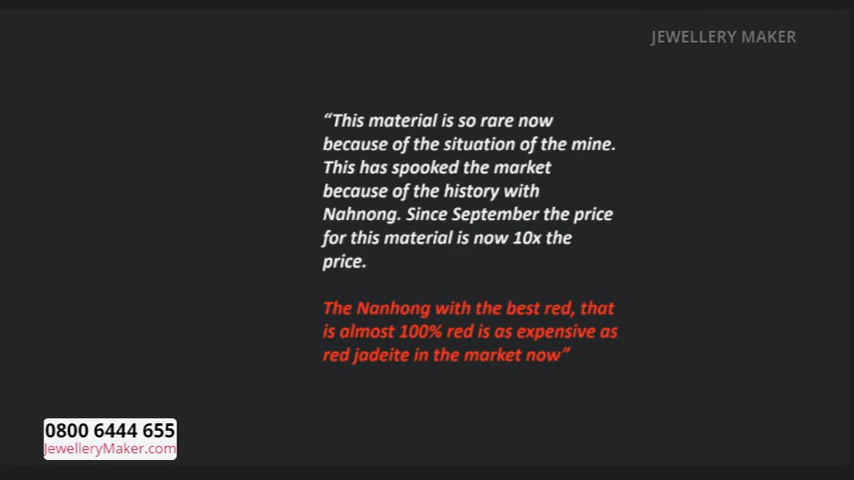 JEWELLERY MAKER
“This material is so rare now
because of the situation of the mine.
This has spooked the market
because of the history with
Nahnong. Since September the price
for this material is now 10x the
price.
The Nanhong with the best red, that
is almost 100% red is as expensive as
red jadeite in the market now”
0800 6444 655
JewelleryMaker.com